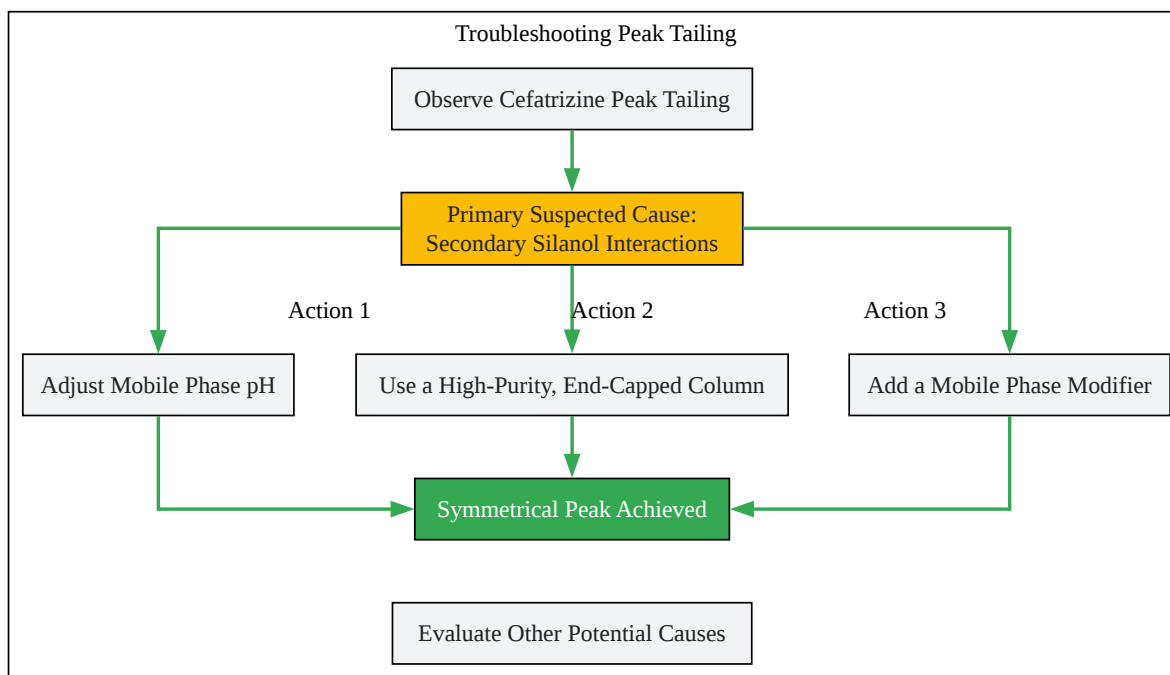 Troubleshooting Peak Tailing
Observe Cefatrizine Peak Tailing
Primary Suspected Cause:
Secondary Silanol Interactions
Action 1
Action 2
Action 3
Adjust Mobile Phase pH
Use a High-Purity, End-Capped Column
Add a Mobile Phase Modifier
Symmetrical Peak Achieved
Evaluate Other Potential Causes